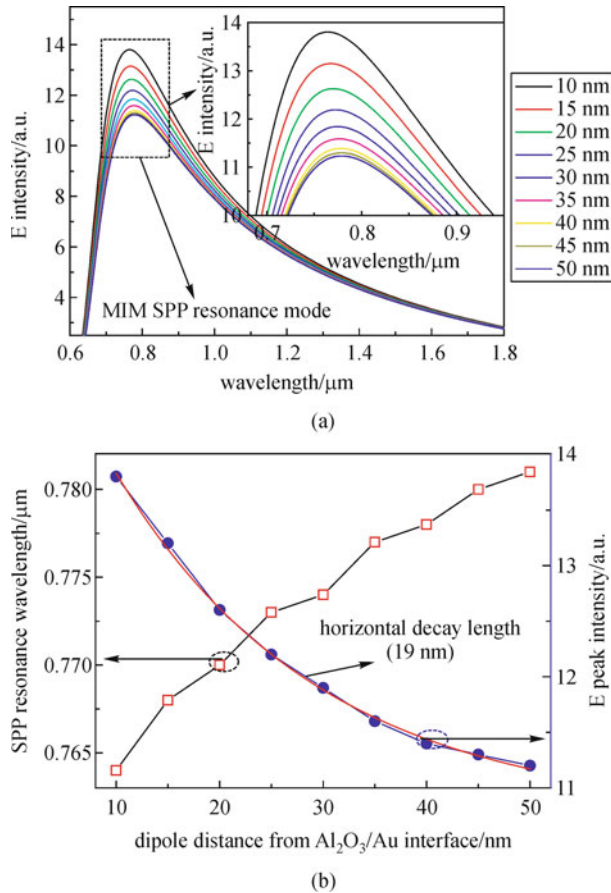 14
12
10
8
6
4
E intensity/a.u.
0.6
0.8
1.0
1.2
1.4
1.6
1.8
wavelength/μm
MIM SPP resonance mode
14
13
12
11
10
E intensity/a.u.
0.7
0.8
0.9
wavelength/μm
10 nm
15 nm
20 nm
25 nm
30 nm
35 nm
40 nm
45 nm
50 nm
(a)
0.780
0.775
0.770
0.765
SPP resonance wavelength/μm
14
13
12
11
E peak intensity/a.u.
horizontal decay length
(19 nm)
10
20
30
40
50
dipole distance from Al₂O₃/Au interface/nm
(b)